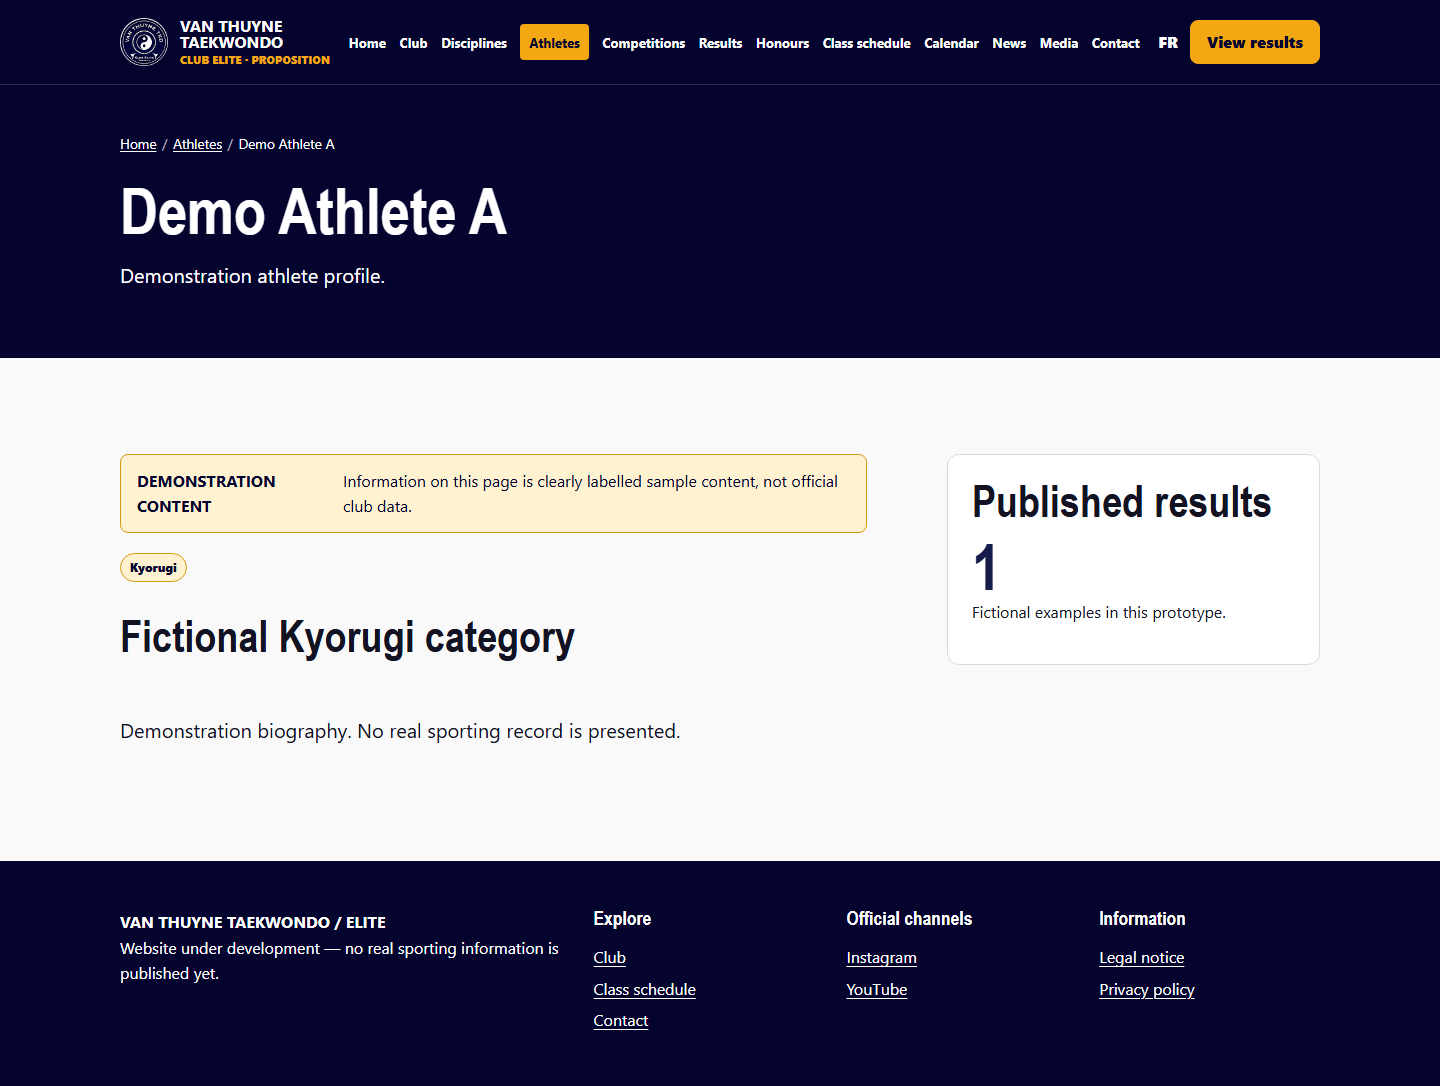 VAN THUYNE
TAEKWONDO
CLUB ELITE · PROPOSITION
Home Club Disciplines Athletes Competitions Results Honours Class schedule Calendar News Media Contact FR View results
Home / Athletes / Demo Athlete A
Demo Athlete A
Demonstration athlete profile.
DEMONSTRATION
CONTENT
Information on this page is clearly labelled sample content, not official
club data.
Kyorugi
Fictional Kyorugi category
Demonstration biography. No real sporting record is presented.
Published results
1
Fictional examples in this prototype.
VAN THUYNE TAEKWONDO / ELITE
Website under development — no real sporting information is
published yet.
Explore
Club
Class schedule
Contact
Official channels
Instagram
YouTube
Information
Legal notice
Privacy policy